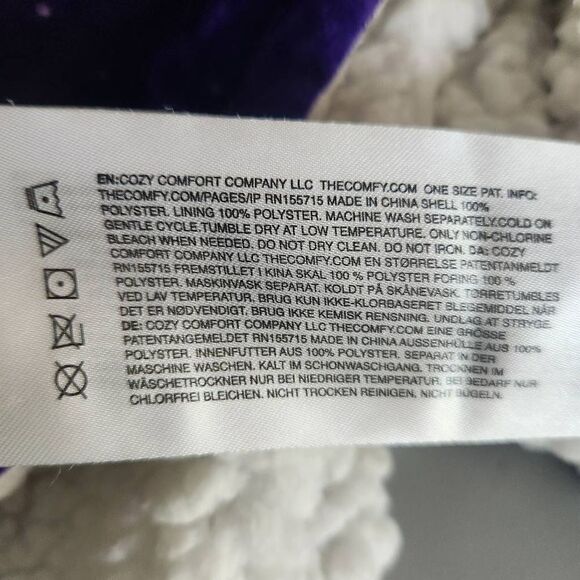 EN:COZY COMFORT COMPANY LLC THECOMFY.COM ONE SIZE PAT. INFO:
THECOMFY.COM/PAGES/IP RN155715 MADE IN CHINA SHELL 100%
POLYSTER. LINING 100% POLYSTER. MACHINE WASH SEPARATELY.COLD ON
GENTLE CYCLE.TUMBLE DRY AT LOW TEMPERATURE. ONLY NON-CHLORINE
BLEACH WHEN NEEDED. DO NOT DRY CLEAN. DO NOT IRON. DA: COZY
COMFORT COMPANY LLC THECOMFY.COM EN STØRRELSE PATENTANMELDT
RN155715 FREMSTILLET I KINA SKAL 100 % POLYSTER FORING 100 %
POLYSTER. MASKINVASK SEPARAT. KOLDT PÅ SKÅNEVASK. TØRRETUMBLES
VED LAV TEMPERATUR. BRUG KUN IKKE-KLORBASERET BLEGEMIDDEL NÅR
DET ER NØDVENDIGT. BRUG IKKE KEMISK RENSNING. UNDLAG AT STRYGE.
DE: COZY COMFORT COMPANY LLC THECOMFY.COM EINE GRÖSSE
PATENTANGEMELDET RN155715 MADE IN CHINA AUSSENHÜLLE AUS 100%
POLYSTER. INNENFUTTER AUS 100% POLYSTER. SEPARAT IN DER
MASCHINE WASCHEN. KALT IM SCHONWASCHGANG. TROCKNEN IM
WÄSCHETROCKNER NUR BEI NIEDRIGER TEMPERATUR. BEI BEDARF NUR
CHLORFREI BLEICHEN. NICHT TROCKEN REINIGEN. NICHT BÜGELN.